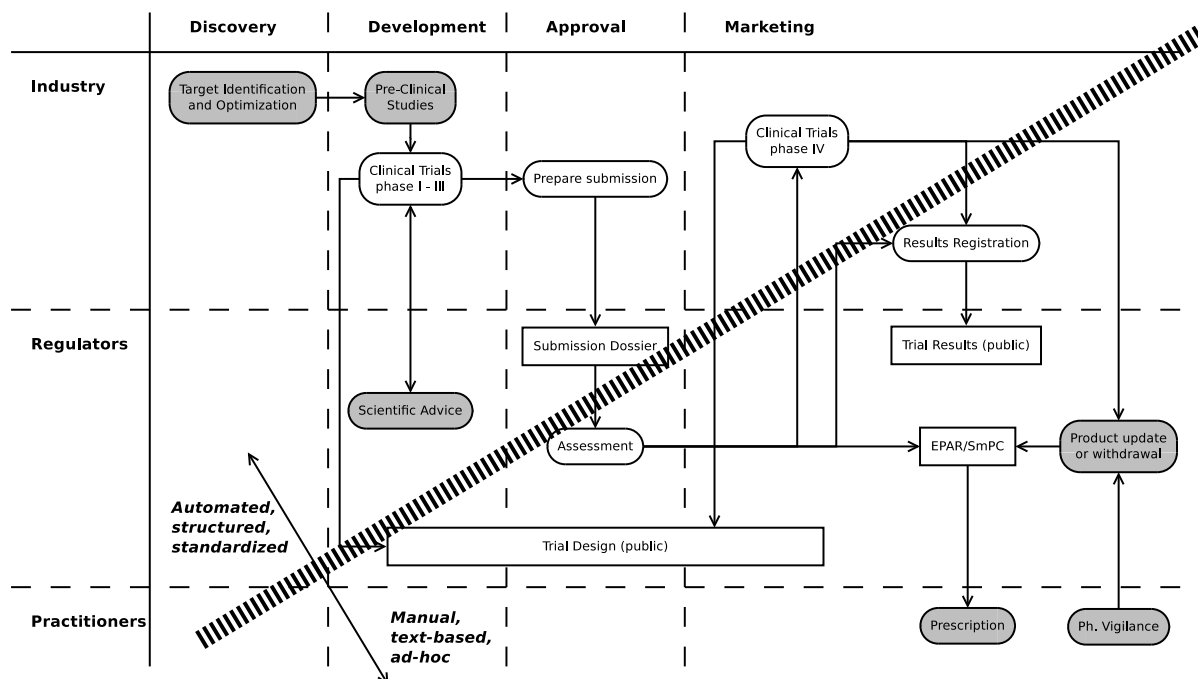 Discovery
Development
Approval
Marketing
Industry
Target Identification
and Optimization
Pre-Clinical
Studies
Clinical Trials
phase IV
Clinical Trials
phase I - III
Prepare submission
Results Registration
Regulators
Submission Dossier
Trial Results (public)
Scientific Advice
Assessment
EPAR/SmPC
Product update
or withdrawal
Automated,
structured,
standardized
Trial Design (public)
Practitioners
Manual,
text-based,
ad-hoc
Prescription
Ph. Vigilance